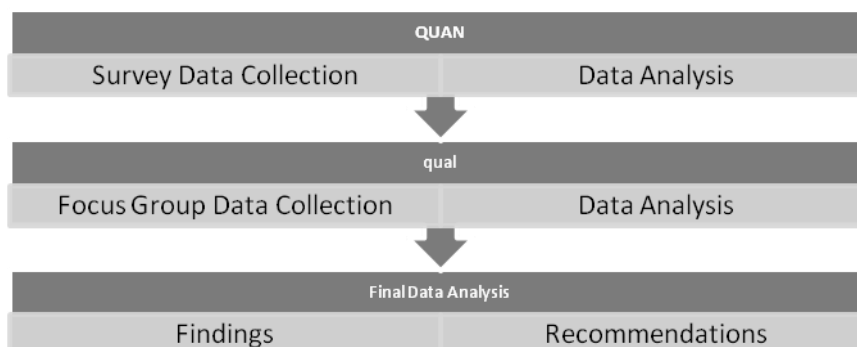 QUAN
Survey Data Collection
Data Analysis
qual
Focus Group Data Collection
Data Analysis
Final Data Analysis
Findings
Recommendations